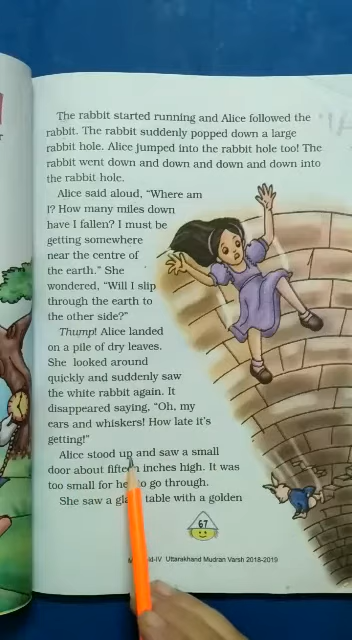 The rabbit started running and Alice followed the
rabbit. The rabbit suddenly popped down a large
rabbit hole. Alice jumped into the rabbit hole too! The
rabbit went down and down and down and down into
the rabbit hole.
Alice said aloud, “Where am
I? How many miles down
have I fallen? I must be
getting somewhere
near the centre of
the earth.” She
wondered, “Will I slip
through the earth to
the other side?”
Thump! Alice landed
on a pile of dry leaves.
She looked around
quickly and suddenly saw
the white rabbit again. It
disappeared saying, “Oh, my
ears and whiskers! How late it's
getting!”
Alice stood up and saw a small
door about fifteen inches high. It was
too small for her to go through.
She saw a table with a golden
67
Uttarakhand Mudran Varsh 2018-2019